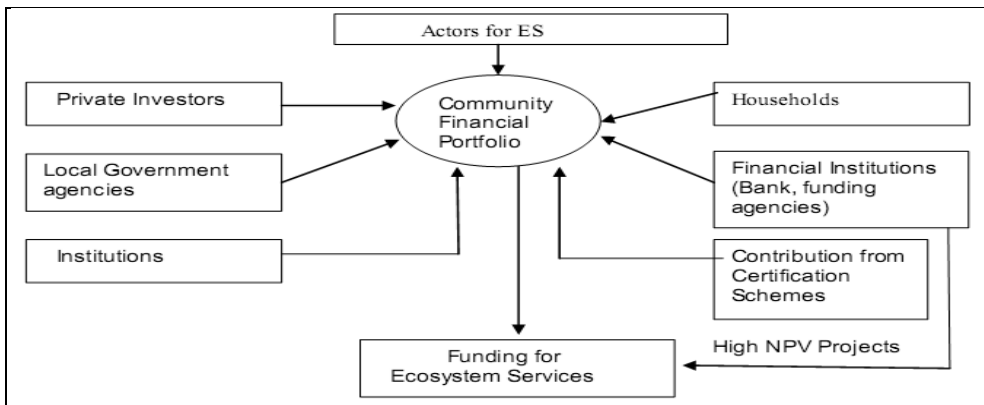 Actors for ES
Private Investors
Community
Financial
Portfolio
Households
Local Government
agencies
Financial Institutions
(Bank, funding
agencies)
Institutions
Contribution from
Certification
Schemes
High NPV Projects
Funding for
Ecosystem Services